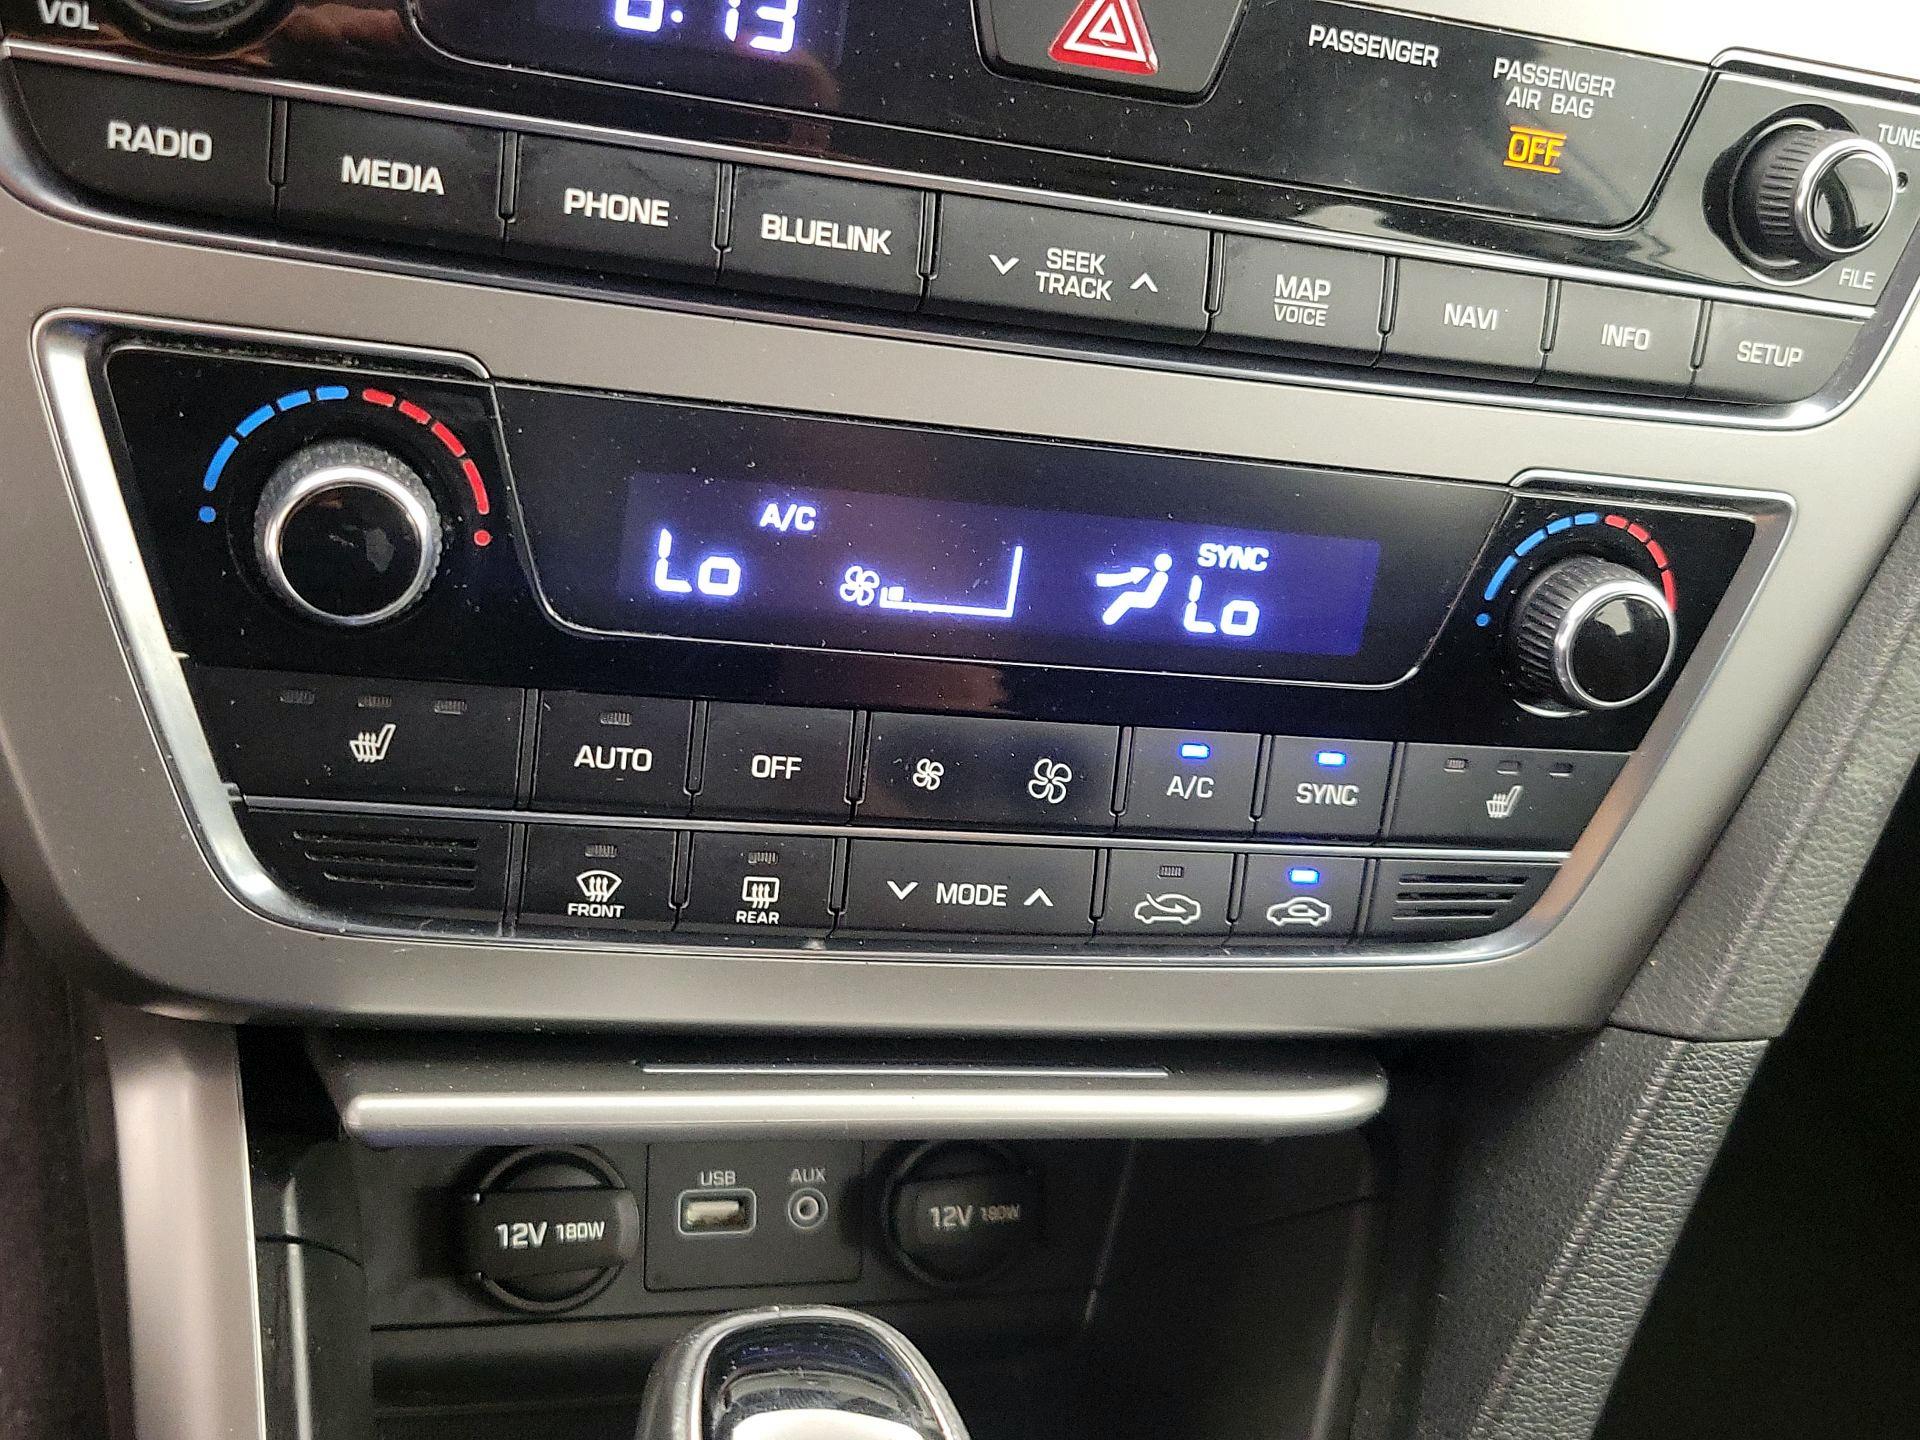 VOL
PASSENGER
PASSENGER
AIR BAG
OFF
TUNE
FILE
RADIO
MEDIA
PHONE
BLUELINK
SEEK
TRACK
MAP
VOICE
NAVI
INFO
SETUP
A/C
Lo
SYNC
Lo
AUTO
OFF
A/C
SYNC
FRONT
REAR
MODE
USB
AUX
12V 180W
12V 180W